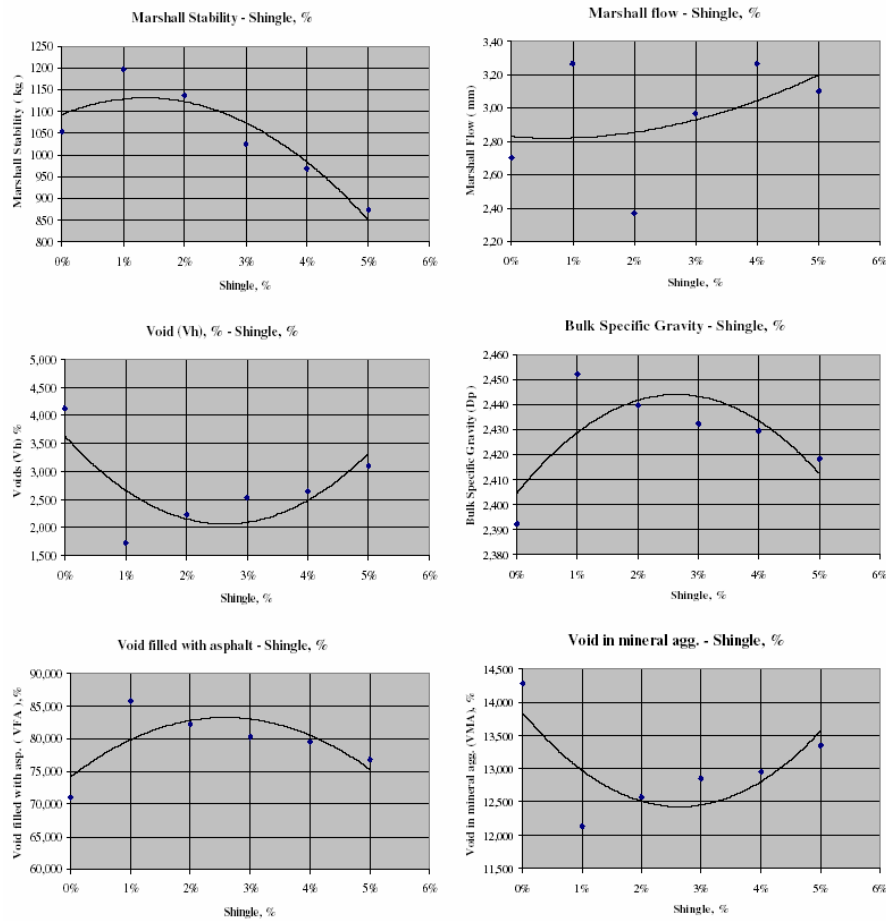 Marshall Stability - Shingle, %
Marshall Stability ( kg )
1250
1200
1150
1100
1050
1000
950
900
850
800
0% 1% 2% 3% 4% 5% 6%
Shingle, %
Marshall flow - Shingle, %
Marshall Flow ( mm)
3,40
3,20
3,00
2,80
2,60
2,40
2,20
0% 1% 2% 3% 4% 5% 6%
Shingle, %
Void (Vh), % - Shingle, %
Voids (Vh) %
5,000
4,500
4,000
3,500
3,000
2,500
2,000
1,500
0% 1% 2% 3% 4% 5% 6%
Shingle, %
Bulk Specific Gravity - Shingle, %
Bulk Specific Gravity (Dp)
2,460
2,450
2,440
2,430
2,420
2,410
2,400
2,390
2,380
0% 1% 2% 3% 4% 5% 6%
Shingle, %
Void filled with asphalt - Shingle, %
Void filled with asp. ( VFA ),%
90,000
85,000
80,000
75,000
70,000
65,000
60,000
0% 1% 2% 3% 4% 5% 6%
Shingle, %
Void in mineral agg. - Shingle, %
Void in mineral agg. (VMA), %
14,500
14,000
13,500
13,000
12,500
12,000
11,500
0% 1% 2% 3% 4% 5% 6%
Shingle, %